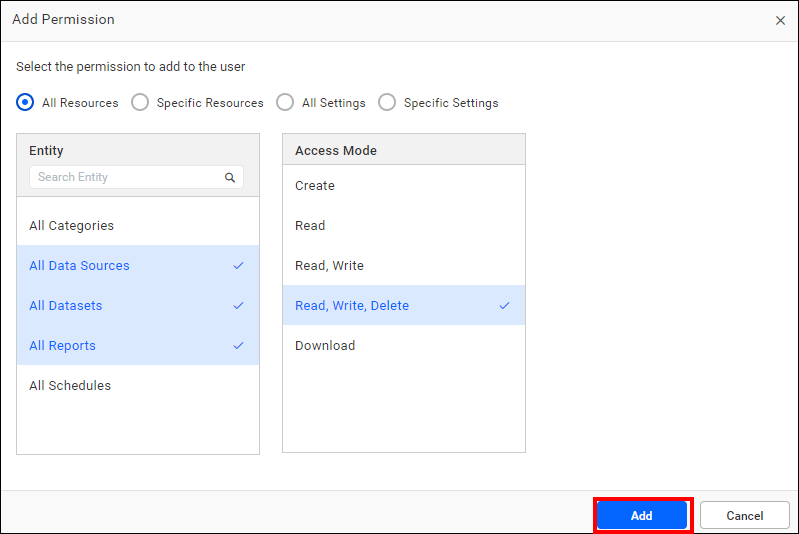 Add Permission
Select the permission to add to the user
All Resources Specific Resources All Settings Specific Settings
Entity
Search Entity
All Categories
All Data Sources
All Datasets
All Reports
All Schedules
Access Mode
Create
Read
Read, Write
Read, Write, Delete
Download
Add Cancel